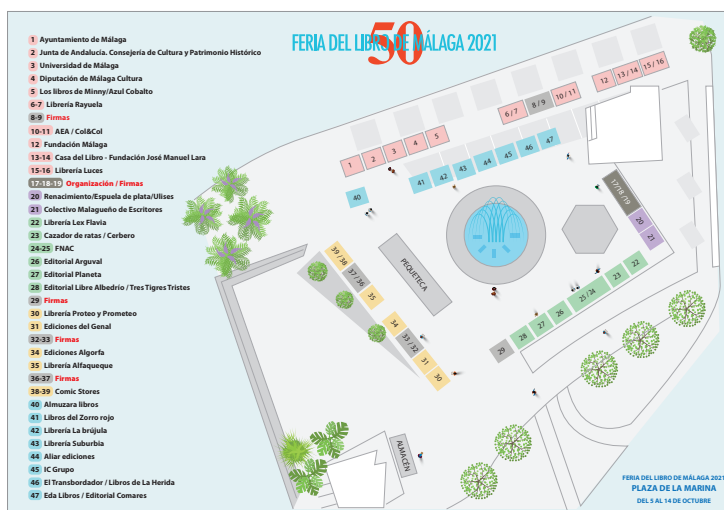 FERIA DEL LIBRO DE MÁLAGA 2021
50
1 Ayuntamiento de Málaga
2 Junta de Andalucía. Consejería de Cultura y Patrimonio Histórico
3 Universidad de Málaga
4 Diputación de Málaga Cultura
5 Los libros de Minny/Azul Cobalto
6-7 Librería Rayuela
8-9 Firmas
10-11 AEA / Col&Col
12 Fundación Málaga
13-14 Casa del Libro - Fundación José Manuel Lara
15-16 Librería Luces
17-18-19 Organización / Firmas
20 Renacimiento/Espuela de plata/Ulises
21 Colectivo Malagueño de Escritores
22 Librería Lex Flavia
23 Cazador de ratas / Cerbero
24-25 FNAC
26 Editorial Arguval
27 Editorial Planeta
28 Editorial Libre Albedrío / Tres Tigres Tristes
29 Firmas
30 Librería Proteo y Prometeo
31 Ediciones del Genal
32-33 Firmas
34 Ediciones Algorfa
35 Librería Alfaqueque
36-37 Firmas
38-39 Comic Stores
40 Almuzara libros
41 Libros del Zorro rojo
42 Librería La brújula
43 Librería Suburbia
44 Aliar ediciones
45 IC Grupo
46 El Transbordador / Libros de La Herida
47 Eda Libros / Editorial Comares
1
2
3
4
5
6 / 7
8 / 9
10 / 11
12
13 / 14
15 / 16
40
41
42
43
44
45
46
47
17/18 /19
20
21
22
23
25 / 24
26
27
28
29
39 / 38
37 / 36
35
34
33 / 32
31
30
PEQUETECA
ALMACÉN
FERIA DEL LIBRO DE MÁLAGA 2021
PLAZA DE LA MARINA
DEL 5 AL 14 DE OCTUBRE